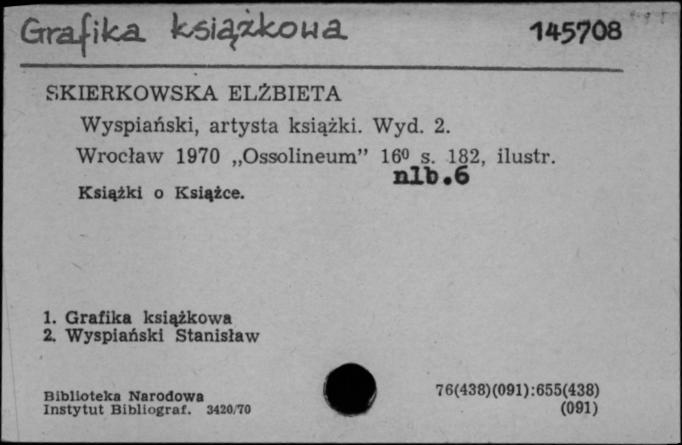 Grafika książkowa 145708
SKIERKOWSKA ELŻBIETA
Wyspiański, artysta książki. Wyd. 2.
Wrocław 1970 „Ossolineum” 16⁰ s. 182, ilustr.
nlb.6
Książki o Książce.
1. Grafika książkowa
2. Wyspiański Stanisław
Biblioteka Narodowa
Instytut Bibliograf. 3420/70
76(438)(091):655(438)
(091)